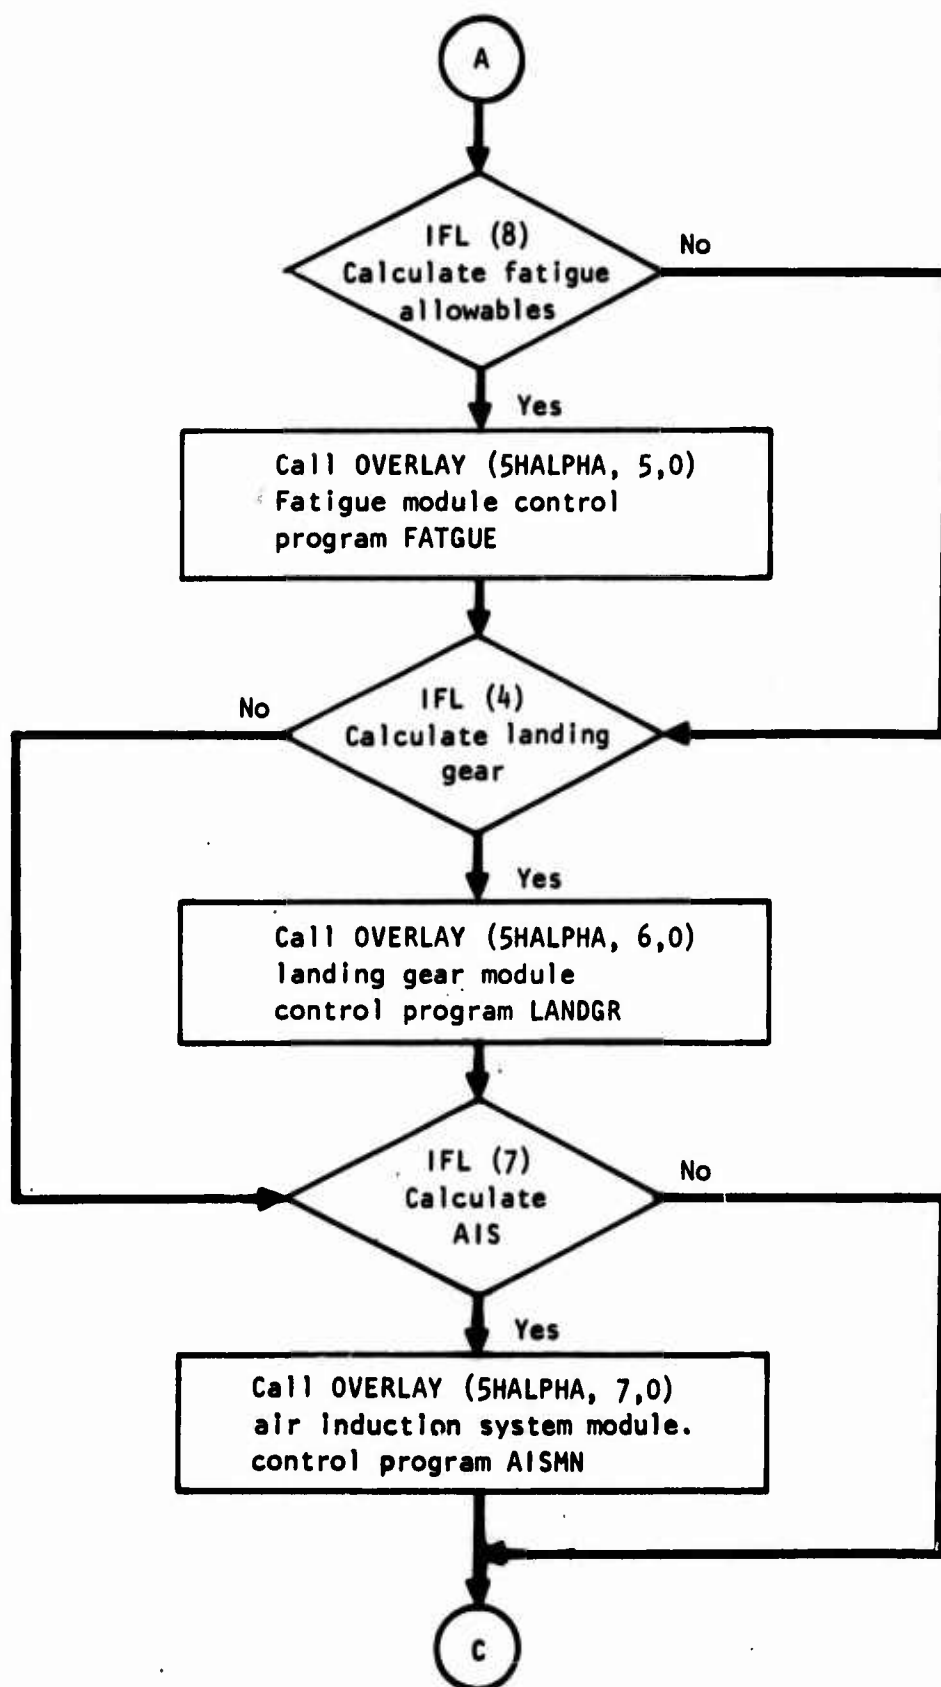 A
IFL (8)
Calculate fatigue
allowables
No
Yes
Call OVERLAY (5HALPHA, 5,0)
Fatigue module control
program FATGUE
IFL (4)
Calculate landing
gear
No
Yes
Call OVERLAY (5HALPHA, 6,0)
landing gear module
control program LANDGR
IFL (7)
Calculate
AIS
No
Yes
Call OVERLAY (5HALPHA, 7,0)
air induction system module.
control program AISMN
C